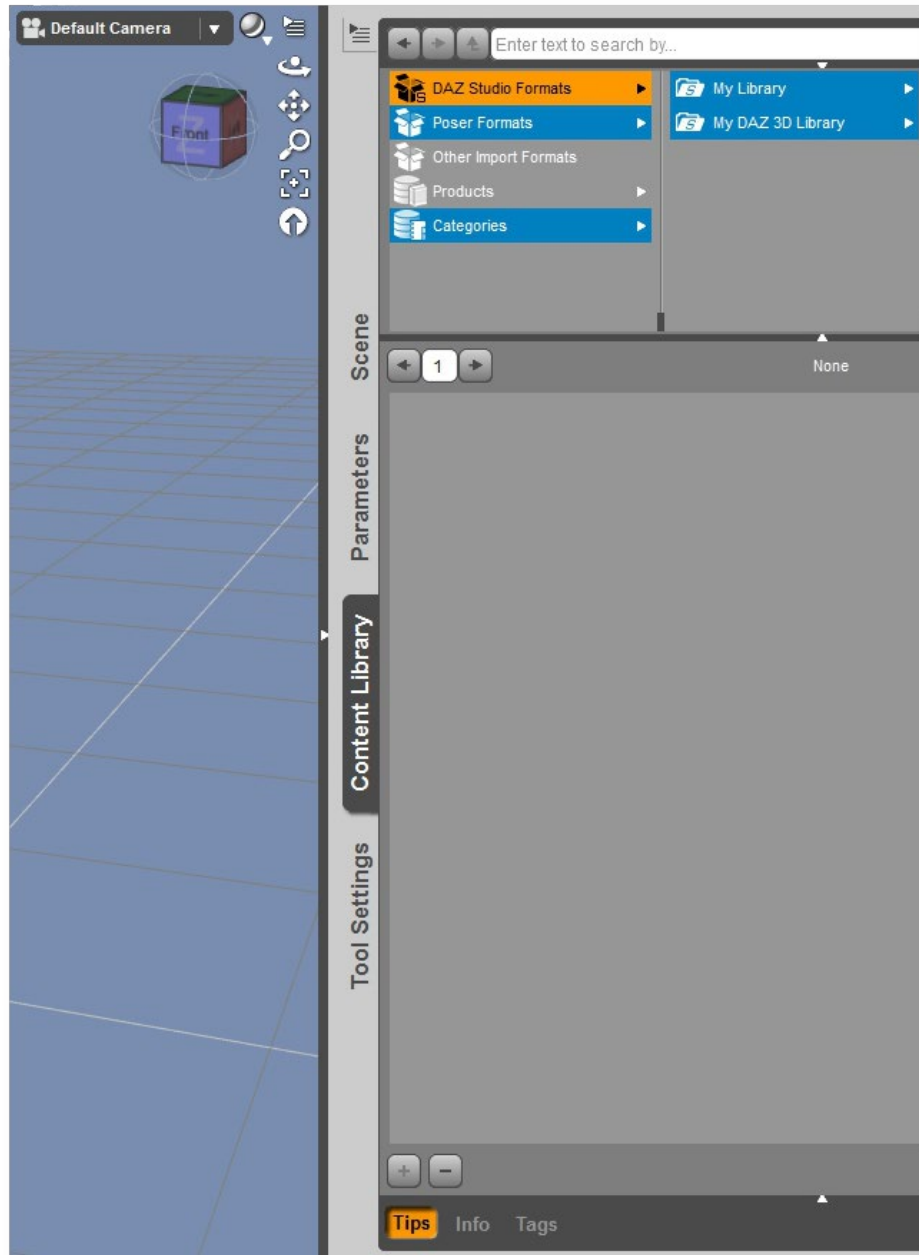 Default Camera
Front
Enter text to search by...
DAZ Studio Formats
Poser Formats
Other Import Formats
Products
Categories
My Library
My DAZ 3D Library
1
None
Scene
Parameters
Content Library
Tool Settings
Tips
Info
Tags